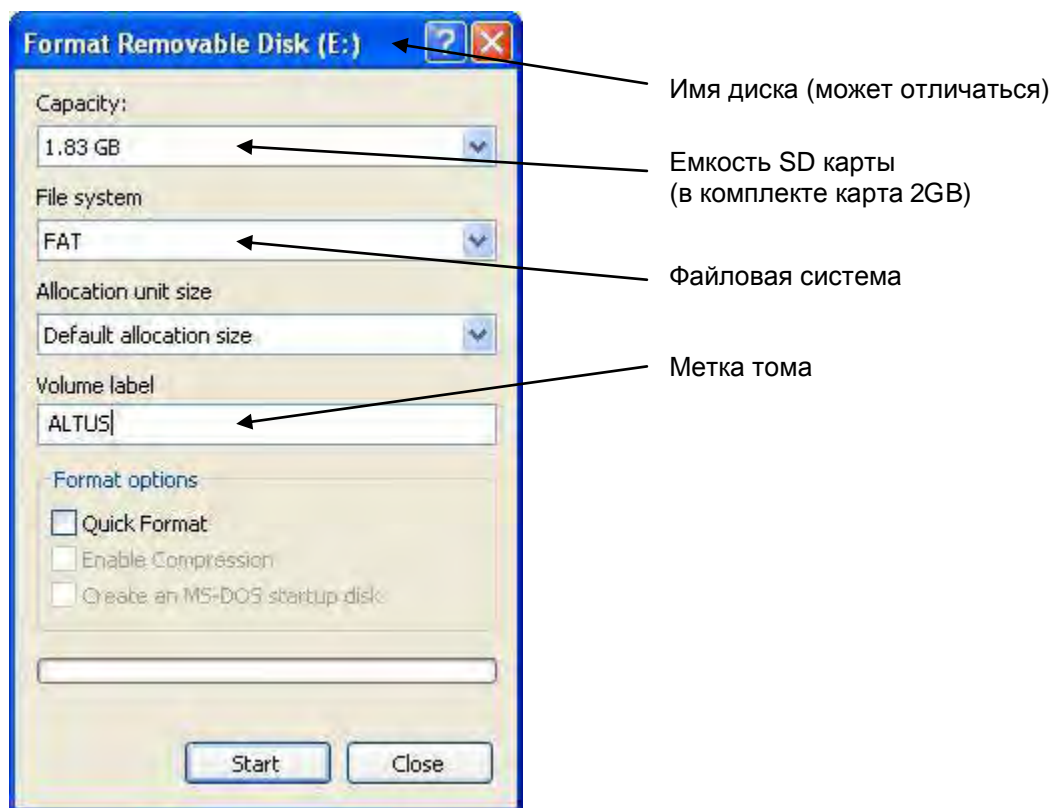 Format Removable Disk (E:)
?
Имя диска (может отличаться)
Capacity:
1.83 GB
Емкость SD карты
(в комплекте карта 2GB)
File system
FAT
Файловая система
Allocation unit size
Default allocation size
Метка тома
Volume label
ALTUS
Format options
Quick Format
Enable Compression
Create an MS-DOS startup disk
Start
Close